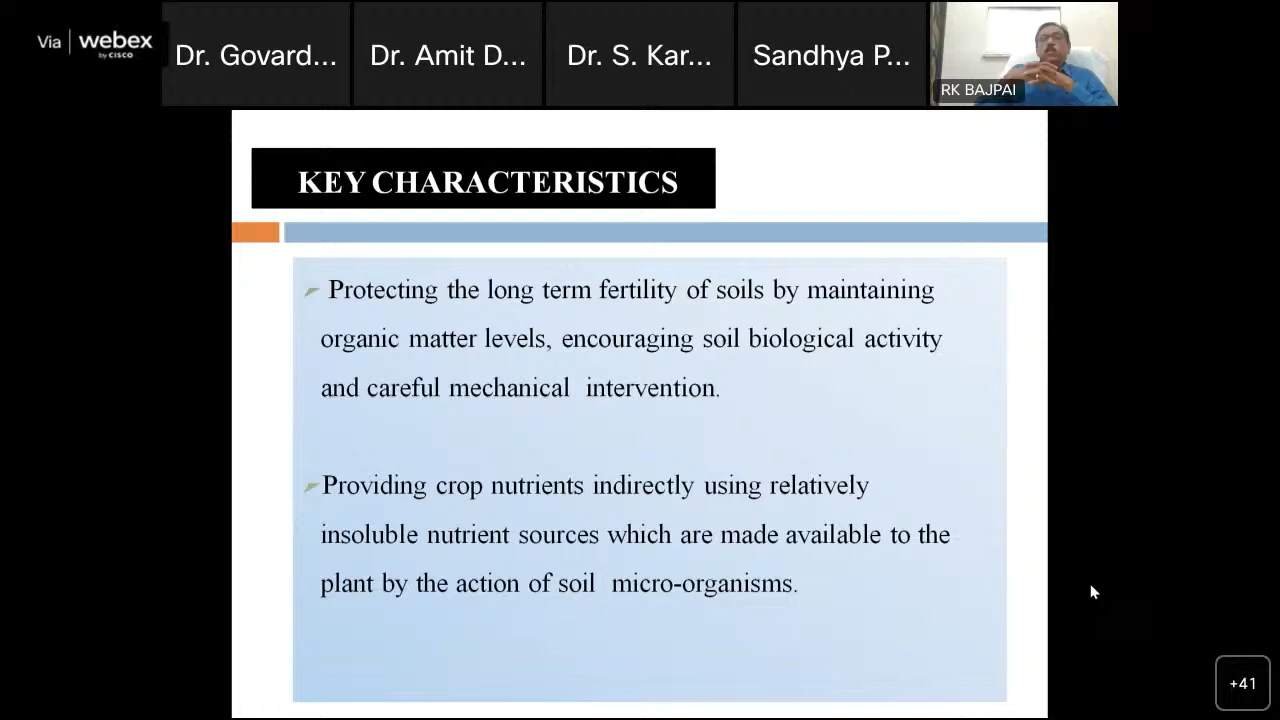 Via webex
by CISCO
Dr. Govard...
Dr. Amit D...
Dr. S. Kar...
Sandhya P...
RK BAJPAI
KEY CHARACTERISTICS
Protecting the long term fertility of soils by maintaining
organic matter levels, encouraging soil biological activity
and careful mechanical intervention.
Providing crop nutrients indirectly using relatively
insoluble nutrient sources which are made available to the
plant by the action of soil micro-organisms.
+41